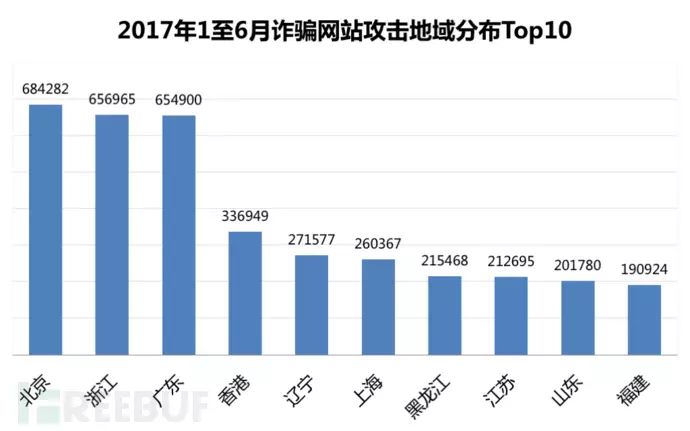 2017年1至6月诈骗网站攻击地域分布Top10
684282
656965
654900
336949
271577
260367
215468
212695
201780
190924
北京
浙江
广东
香港
辽宁
上海
黑龙江
江苏
山东
福建
FREEBUF